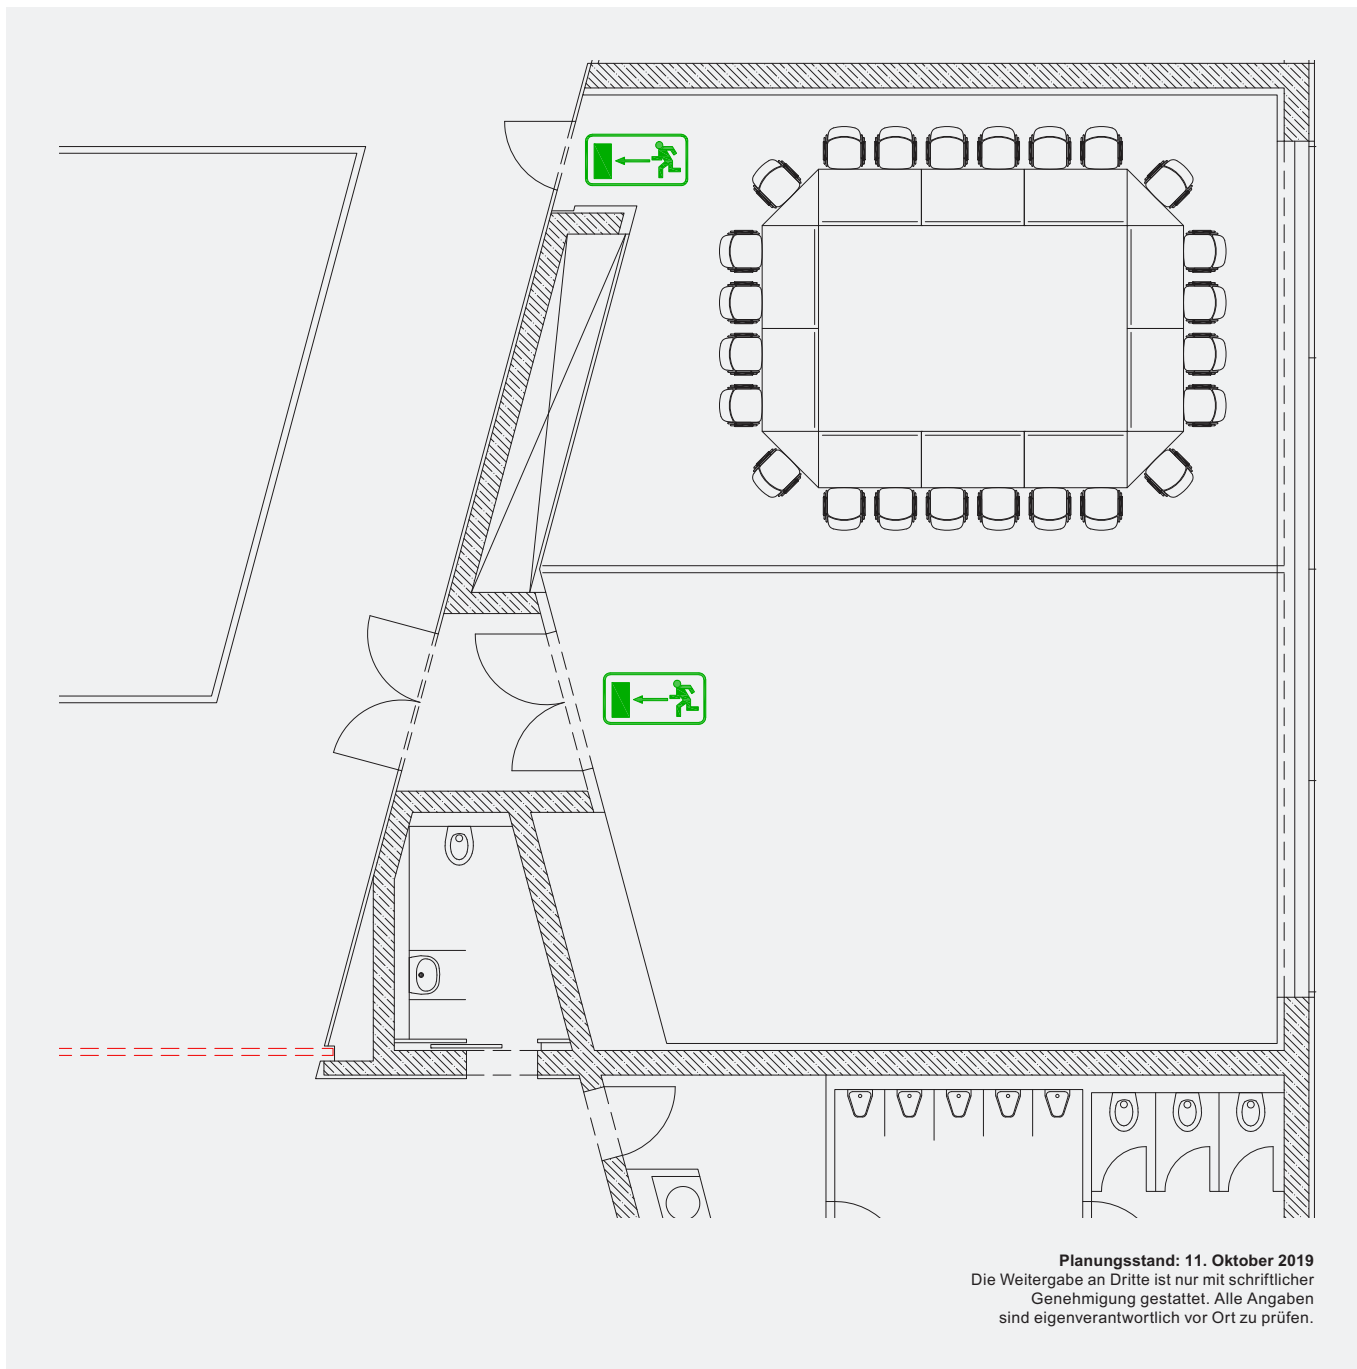 Planungsstand: 11. Oktober 2019
Die Weitergabe an Dritte ist nur mit schriftlicher
Genehmigung gestattet. Alle Angaben
sind eigenverantwortlich vor Ort zu prüfen.